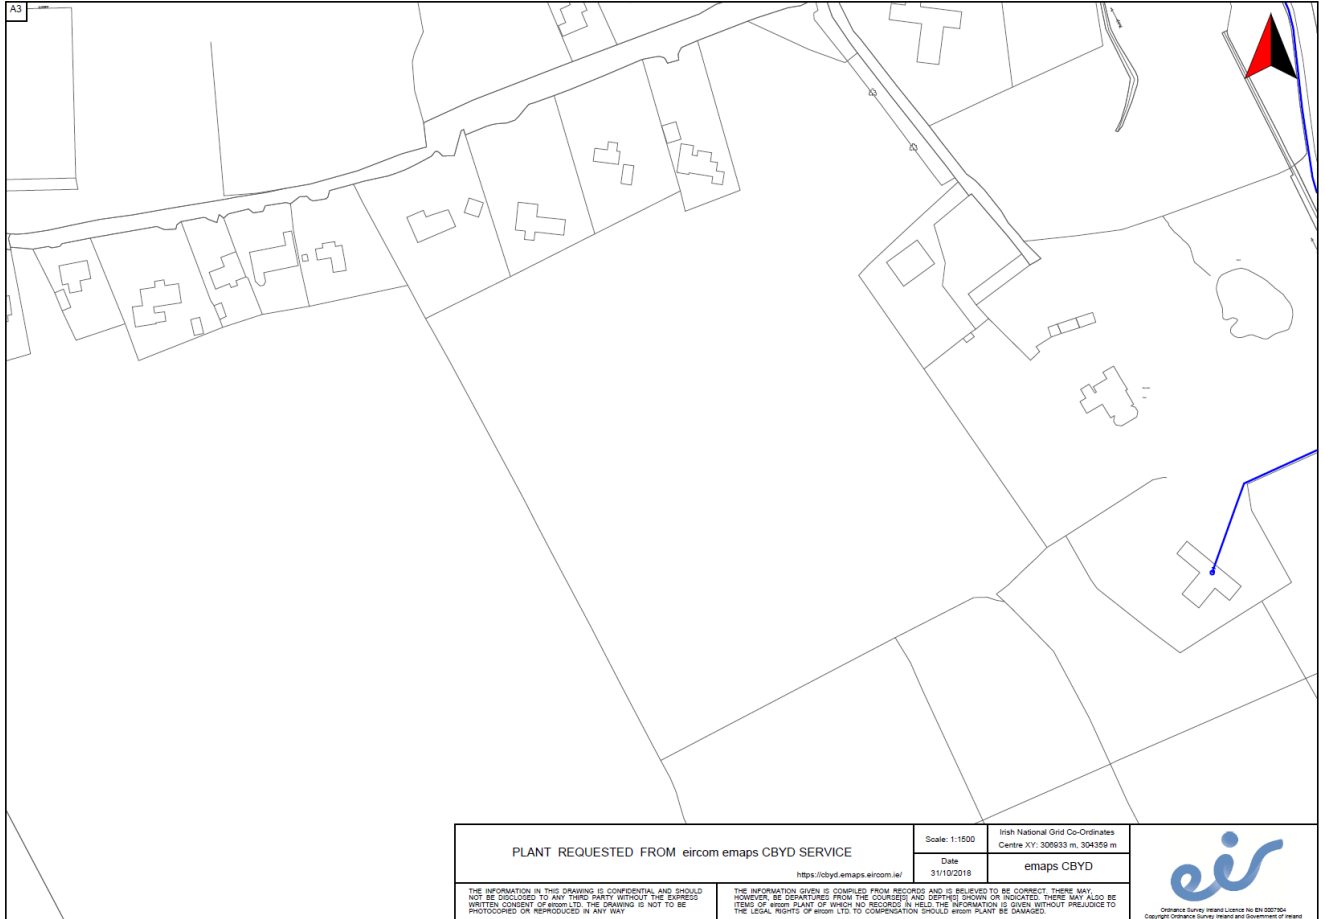 A3
PLANT REQUESTED FROM eircom emaps CBYD SERVICE
https://cbyd.emaps.eircom.ie/
Scale: 1:1500
Irish National Grid Co-Ordinates
Centre XY: 306933 m, 304359 m
Date
31/10/2018
emaps CBYD
THE INFORMATION IN THIS DRAWING IS CONFIDENTIAL AND SHOULD
NOT BE DISCLOSED TO ANY THIRD PARTY WITHOUT THE EXPRESS
WRITTEN CONSENT OF eircom LTD. THE DRAWING IS NOT TO BE
PHOTOCOPIED OR REPRODUCED IN ANY WAY
THE INFORMATION GIVEN IS COMPILED FROM RECORDS AND IS BELIEVED TO BE CORRECT. THERE MAY,
HOWEVER, BE DEPARTURES FROM THE COURSE[S] AND DEPTH[S] SHOWN OR INDICATED. THERE MAY ALSO BE
ITEMS OF eircom PLANT OF WHICH NO RECORDS IS HELD. THE INFORMATION IS GIVEN WITHOUT PREJUDICE TO
THE LEGAL RIGHTS OF eircom LTD. TO COMPENSATION SHOULD eircom PLANT BE DAMAGED.
eir
Ordnance Survey Ireland Licence No EN
Copyright Ordnance Survey Ireland and Government of Ireland